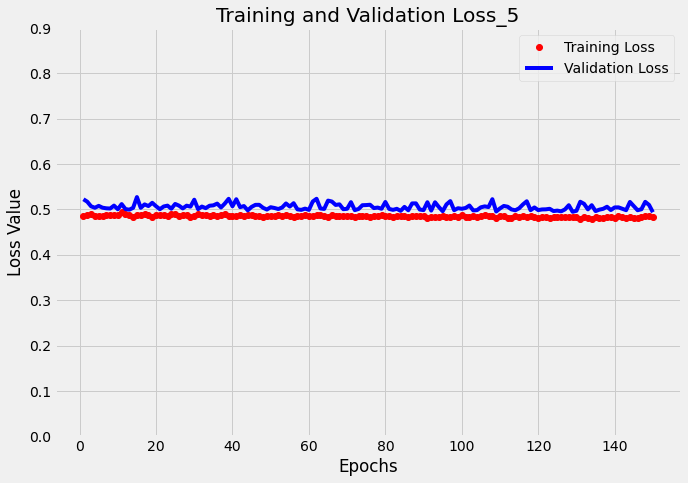 Training and Validation Loss_5
Training Loss
Validation Loss
0.9
0.8
0.7
0.6
0.5
0.4
0.3
0.2
0.1
0.0
Loss Value
0 20 40 60 80 100 120 140
Epochs